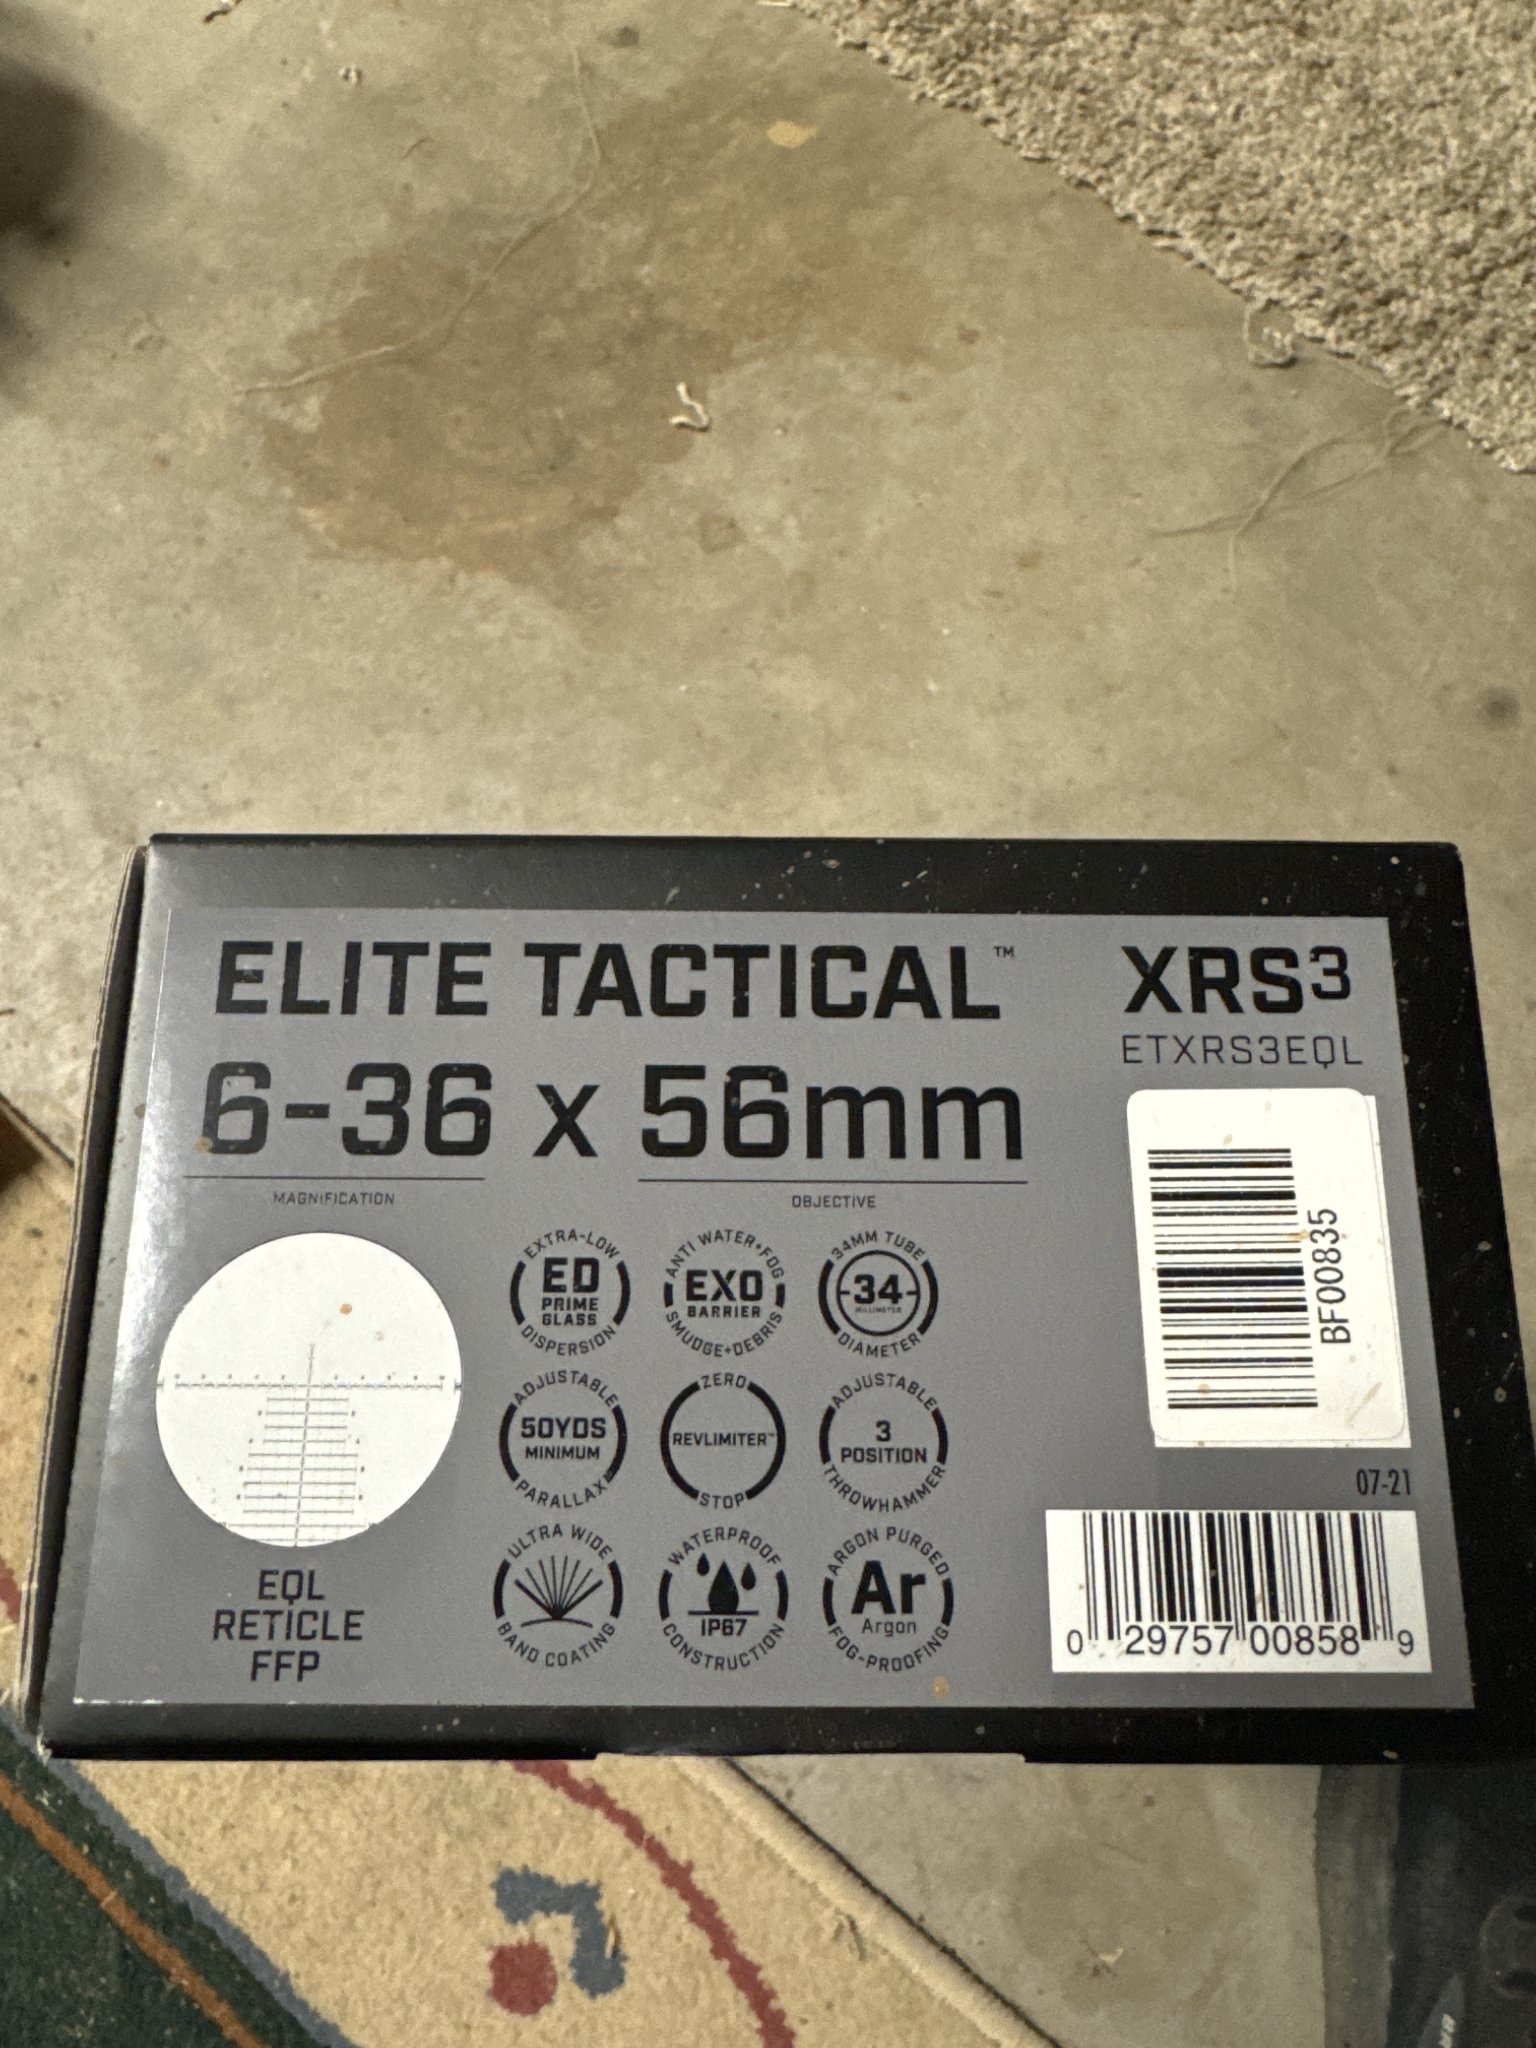 ELITE TACTICAL™
XRS3
ETXRS3EQL
6-36 x 56mm
MAGNIFICATION
OBJECTIVE
EXTRA-LOW
ED
PRIME
GLASS
DISPERSION
ANTI WATER+FOG
EXO
BARRIER
SMUDGE+DEBRIS
34MM TUBE
-34-
MILLIMETER
DIAMETER
ADJUSTABLE
50YDS
MINIMUM
PARALLAX
ZERO
REVLIMITER™
STOP
ADJUSTABLE
3
POSITION
THROWHAMMER
ULTRA WIDE
BAND COATING
WATERPROOF
IP67
CONSTRUCTION
ARGON PURGED
Ar
Argon
FOG-PROOFING
EQL
RETICLE
FFP
BF00835
07-21
0 29757 00858 9